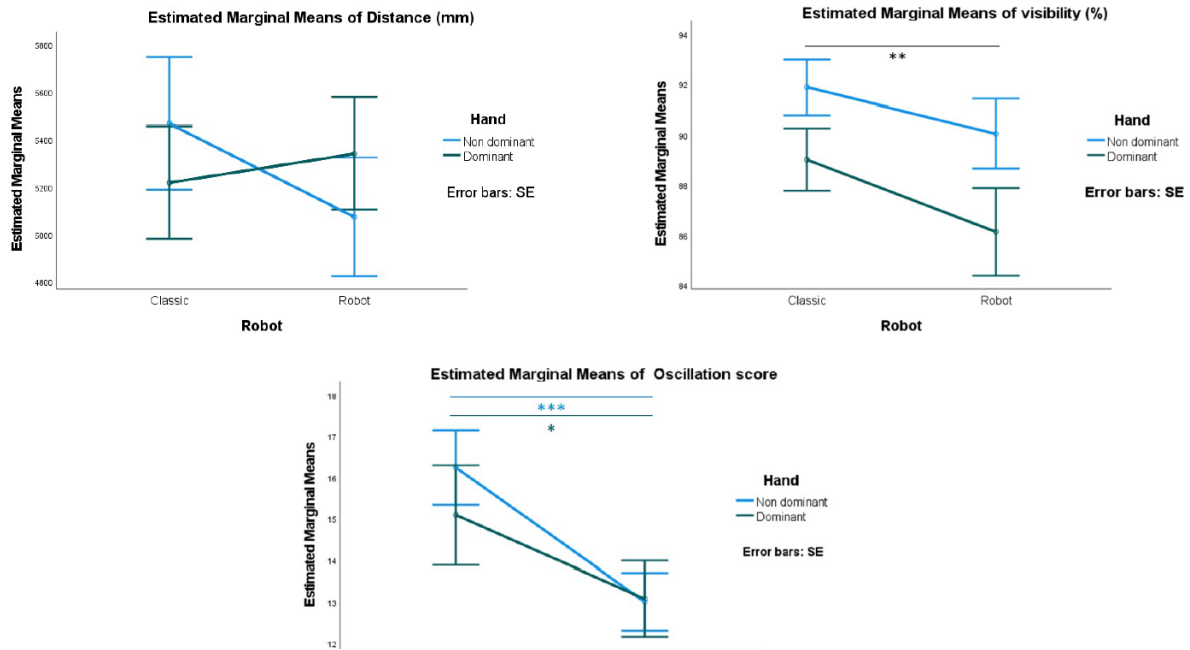 Estimated Marginal Means of Distance (mm)
Estimated Marginal Means
5800
5600
5400
5200
5000
4800
Classic
Robot
Robot
Hand
Non dominant
Dominant
Error bars: SE
Estimated Marginal Means of visibility (%)
Estimated Marginal Means
94
92
90
88
86
84
**
Classic
Robot
Robot
Hand
Non dominant
Dominant
Error bars: SE
Estimated Marginal Means of Oscillation score
Estimated Marginal Means
18
17
16
15
14
13
12
***
*
Hand
Non dominant
Dominant
Error bars: SE